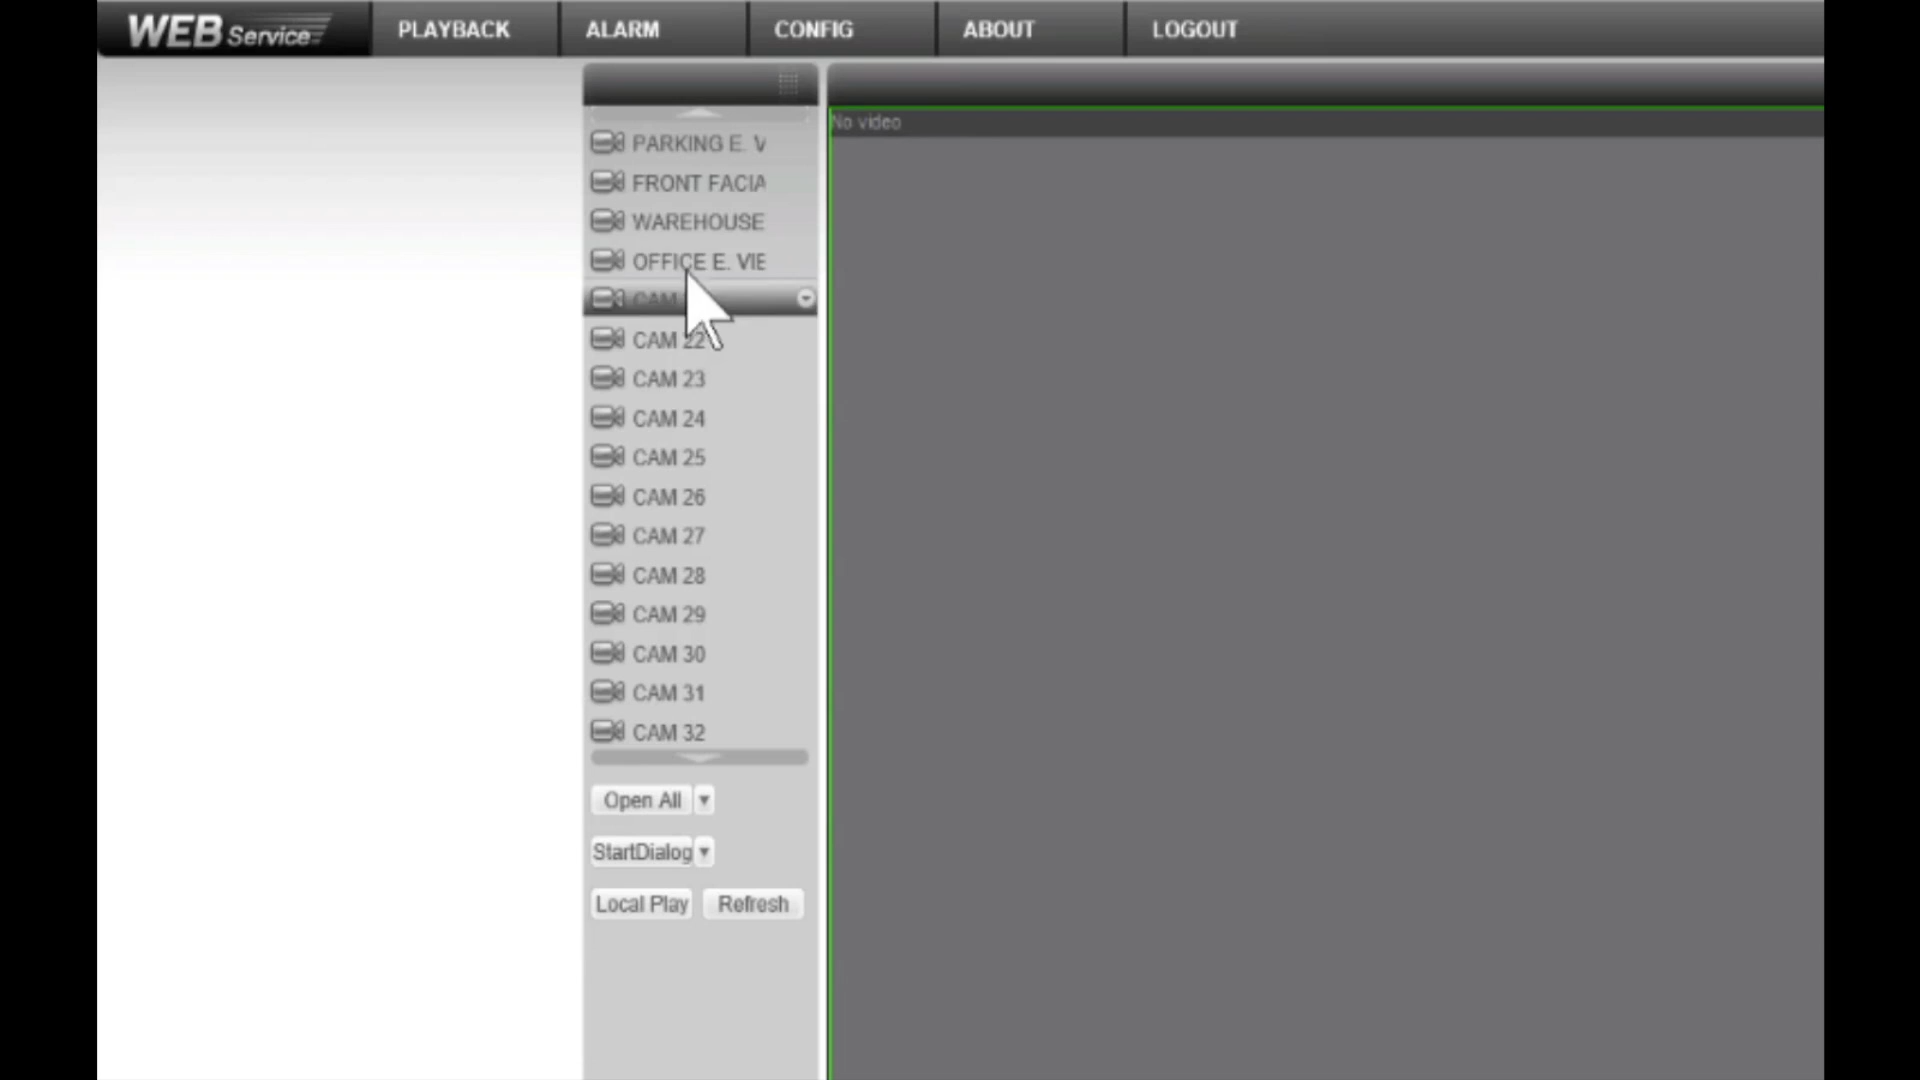 WEB Service
PLAYBACK
ALARM
CONFIG
ABOUT
LOGOUT
PARKING E. V
FRONT FACIA
WAREHOUSE
OFFICE E. VIE
CAM
CAM 22
CAM 23
CAM 24
CAM 25
CAM 26
CAM 27
CAM 28
CAM 29
CAM 30
CAM 31
CAM 32
Open All
StartDialog
Local Play
Refresh
No video